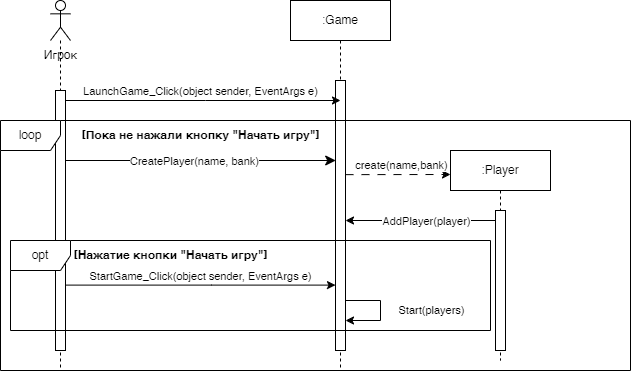 :Game
Игрок
LaunchGame_Click(object sender, EventArgs e)
loop
[Пока не нажали кнопку "Начать игру"]
CreatePlayer(name, bank)
create(name,bank)
:Player
AddPlayer(player)
opt
[Нажатие кнопки "Начать игру"]
StartGame_Click(object sender, EventArgs e)
Start(players)